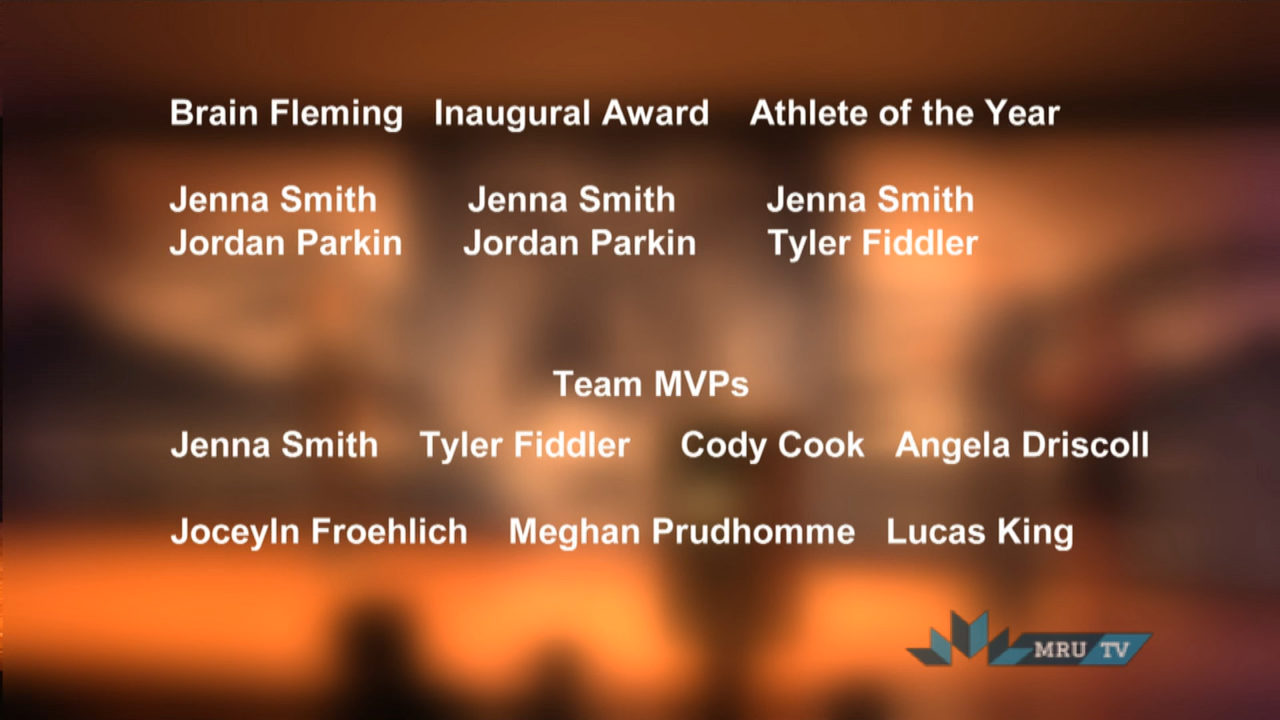 Brain Fleming Inaugural Award Athlete of the Year
Jenna Smith Jenna Smith Jenna Smith
Jordan Parkin Jordan Parkin Tyler Fiddler
Team MVPs
Jenna Smith Tyler Fiddler Cody Cook Angela Driscoll
Joceyln Froehlich Meghan Prudhomme Lucas King
MRU TV